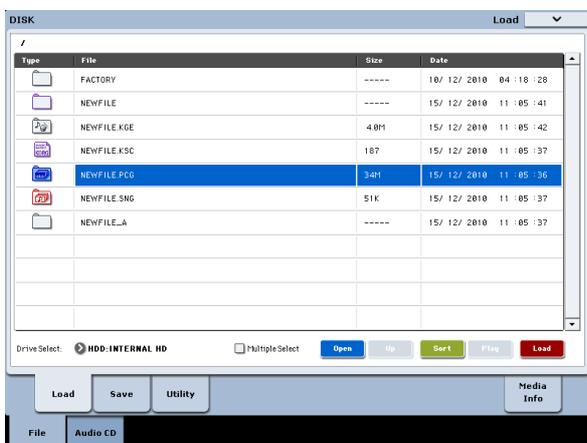 DISK Load
/
Type File Size Date
FACTORY ----- 10/ 12/ 2010 04 :18 :28
NEWFILE ----- 15/ 12/ 2010 11 :05 :41
NEWFILE.KGE 4.0M 15/ 12/ 2010 11 :05 :42
NEWFILE.KSC 187 15/ 12/ 2010 11 :05 :37
NEWFILE.PCG 34M 15/ 12/ 2010 11 :05 :36
NEWFILE.SNG 51K 15/ 12/ 2010 11 :05 :37
NEWFILE_A ----- 15/ 12/ 2010 11 :05 :37
Drive Select: HDD:INTERNAL HD Multiple Select Open Up Sort Play Load
Load Save Utility Media Info
File Audio CD